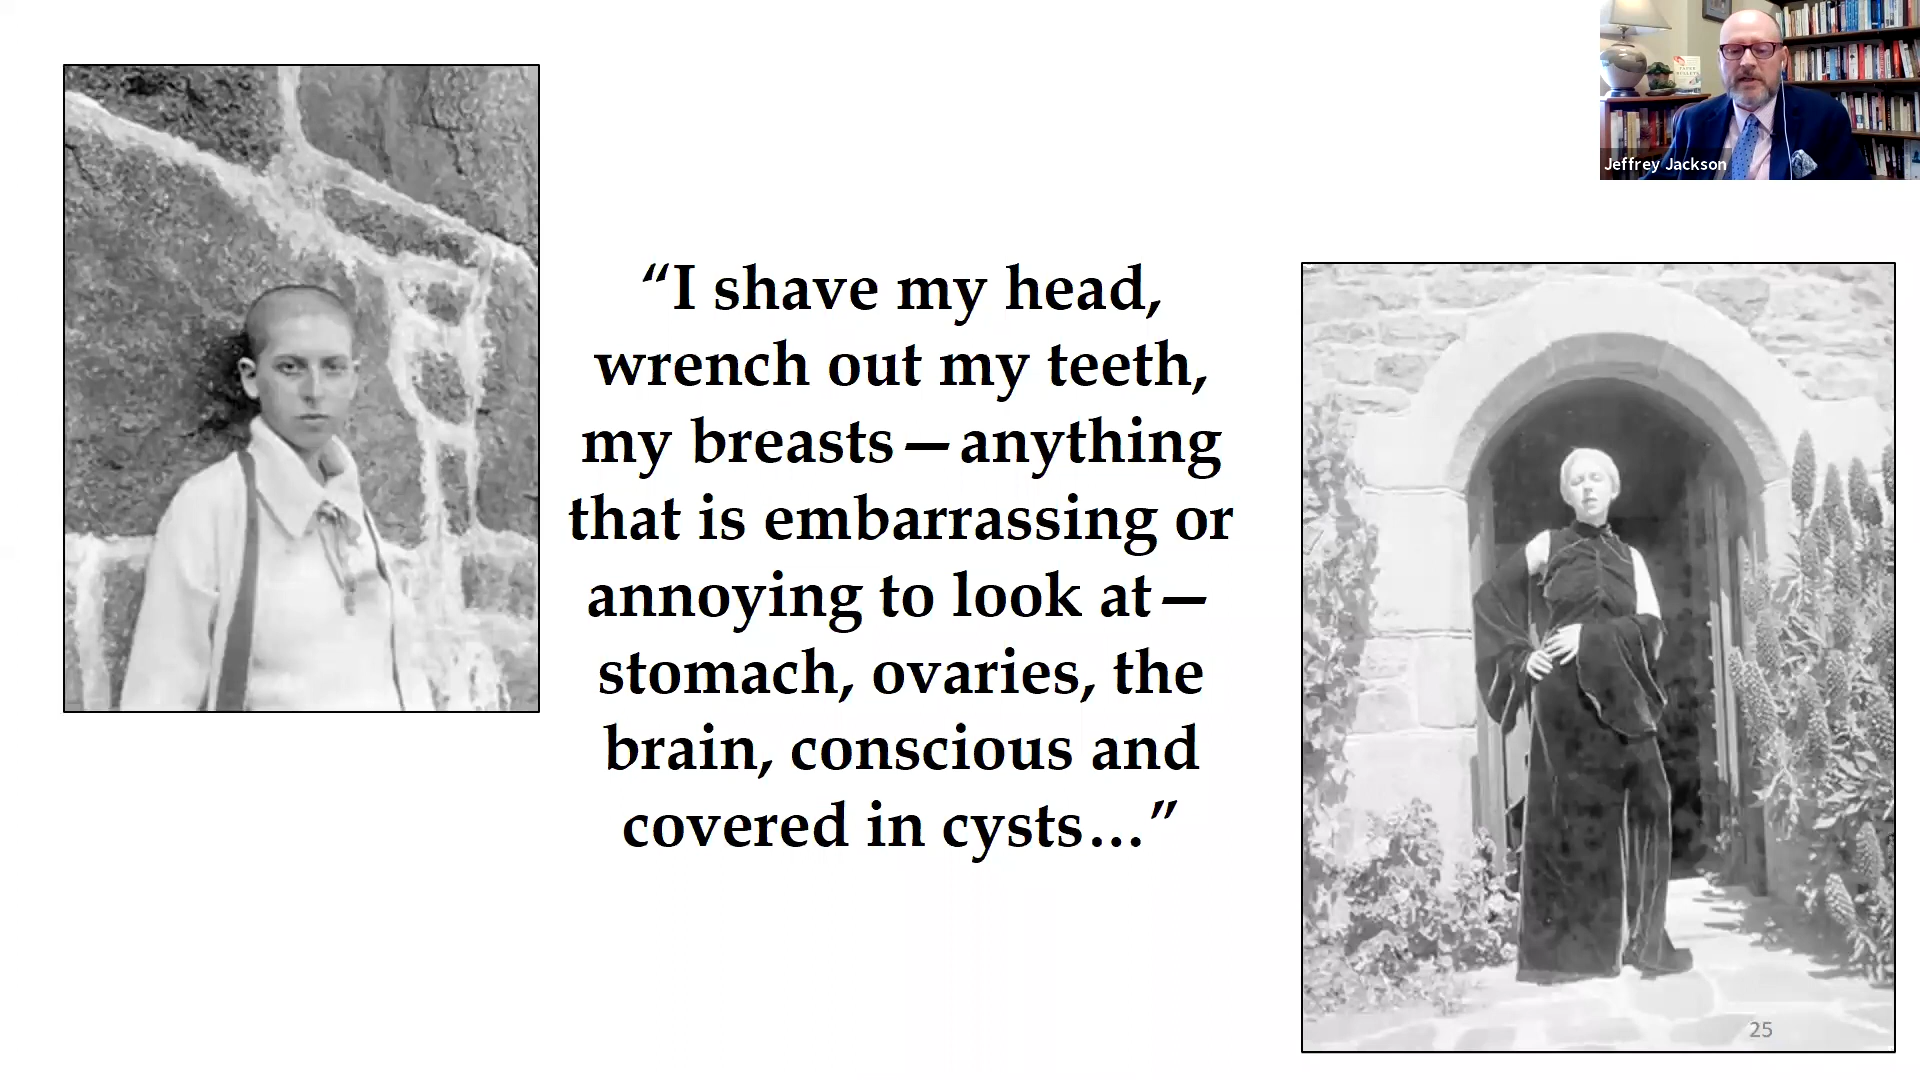 Jeffrey Jackson
“I shave my head,
wrench out my teeth,
my breasts—anything
that is embarrassing or
annoying to look at—
stomach, ovaries, the
brain, conscious and
covered in cysts…”
25